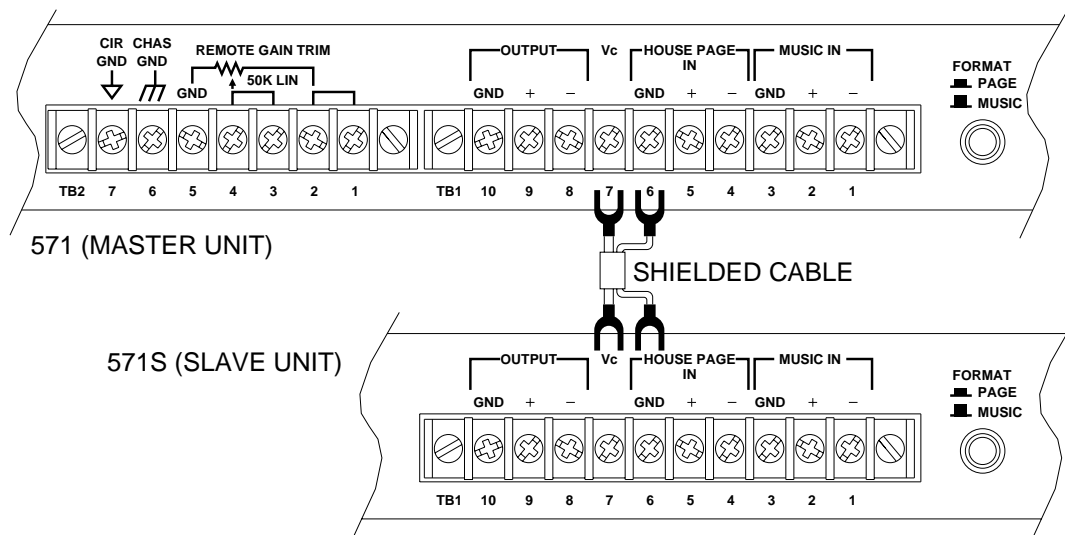 CIR CHAS
GND GND
REMOTE GAIN TRIM
50K LIN
GND
OUTPUT Vc HOUSE PAGE MUSIC IN
IN
GND + − GND + − GND + −
FORMAT
PAGE
MUSIC
TB2 7 6 5 4 3 2 1 TB1 10 9 8 7 6 5 4 3 2 1
571 (MASTER UNIT)
SHIELDED CABLE
571S (SLAVE UNIT)
OUTPUT Vc HOUSE PAGE MUSIC IN
IN
GND + − GND + − GND + −
FORMAT
PAGE
MUSIC
TB1 10 9 8 7 6 5 4 3 2 1